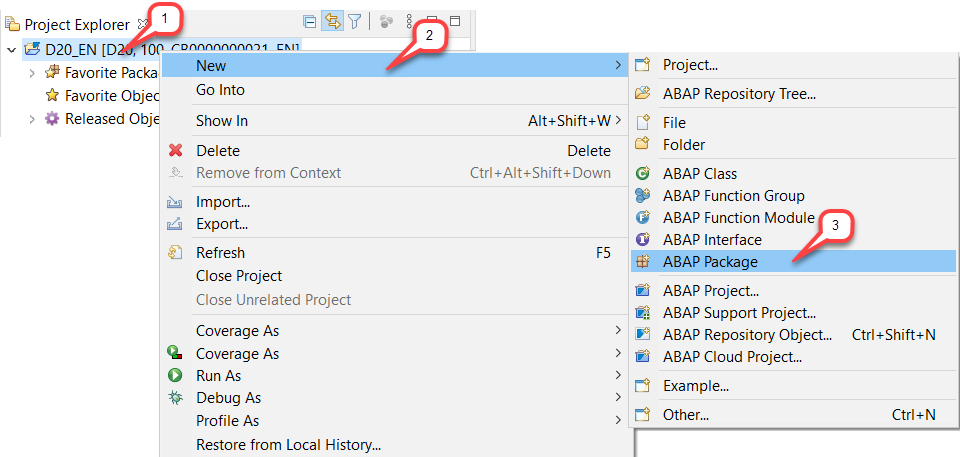 Project Explorer
1
D20_EN [D20, 100, CB0000000021, EN]
Favorite Packa
Favorite Objec
Released Obje
2
New
Go Into
Show In Alt+Shift+W
Delete Delete
Remove from Context Ctrl+Alt+Shift+Down
Import...
Export...
Refresh F5
Close Project
Close Unrelated Project
Coverage As
Coverage As
Run As
Debug As
Profile As
Restore from Local History...
Project...
ABAP Repository Tree...
File
Folder
ABAP Class
ABAP Function Group
ABAP Function Module
ABAP Interface
3
ABAP Package
ABAP Project...
ABAP Support Project...
ABAP Repository Object... Ctrl+Shift+N
ABAP Cloud Project...
Example...
Other... Ctrl+N